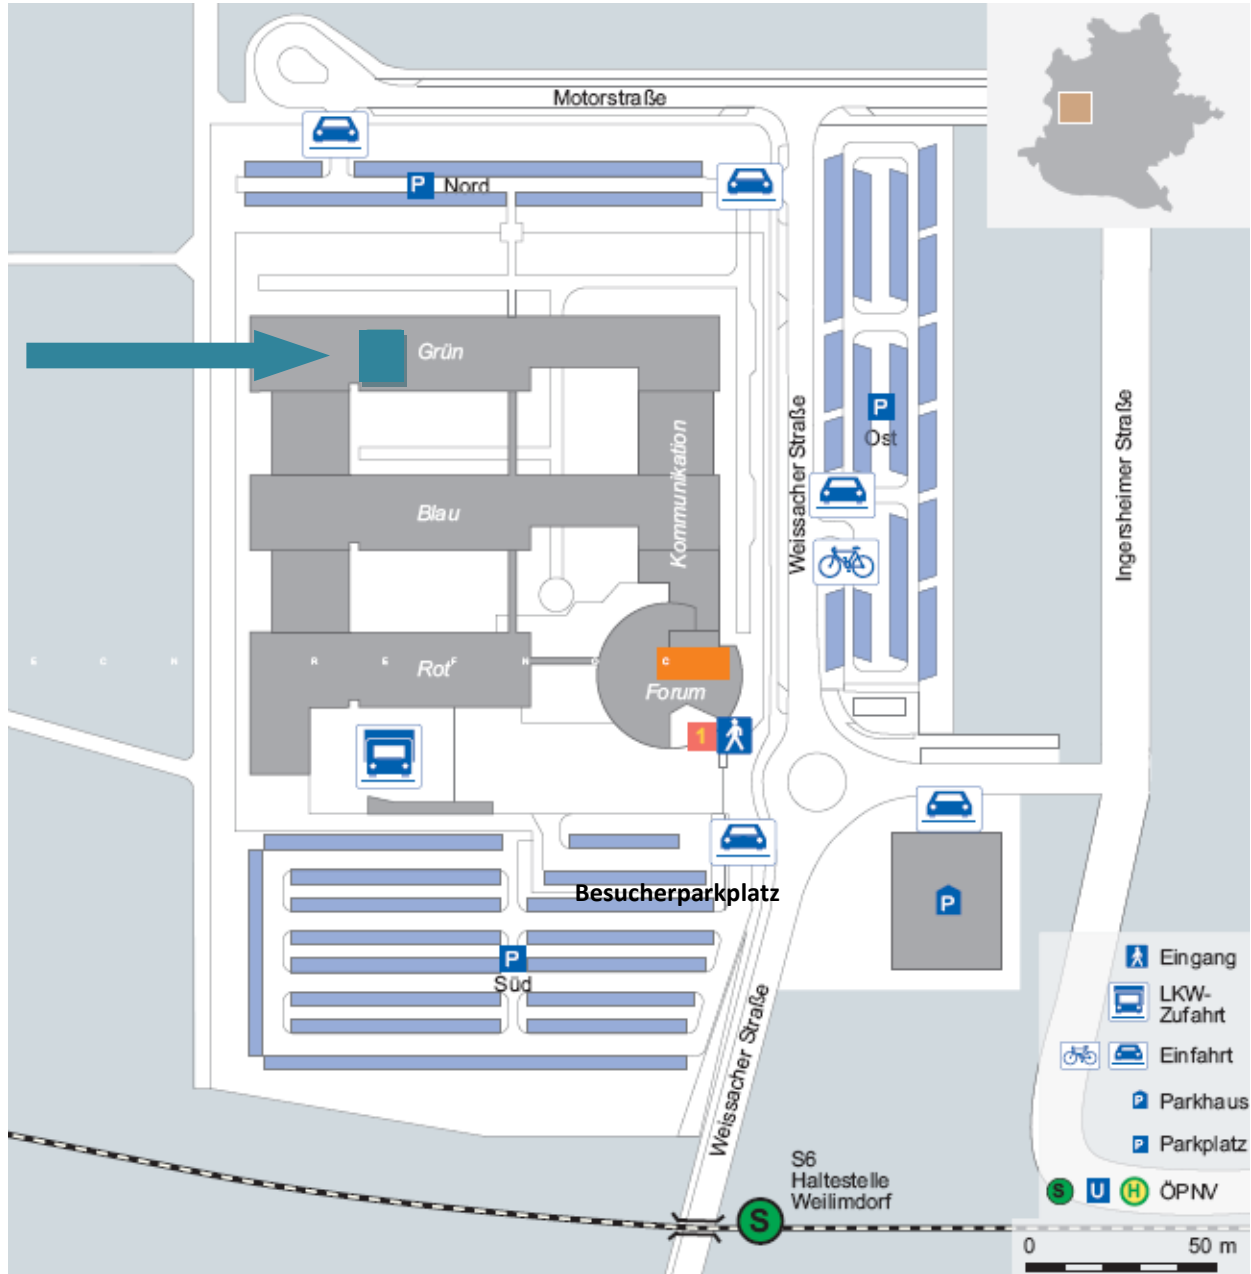 Motorstraße
P Nord
Grün
P
Ost
Weissacher Straße
Ingersheimer Straße
Kommunikation
Blau
E C N R E F N O C
Rot
Forum
1
Besucherparkplatz
P
P
Süd
Weissacher Straße
Eingang
LKW-
Zufahrt
Einfahrt
P Parkhaus
P Parkplatz
S U H ÖPNV
S6
Haltestelle
Weilimdorf
S
0 50 m